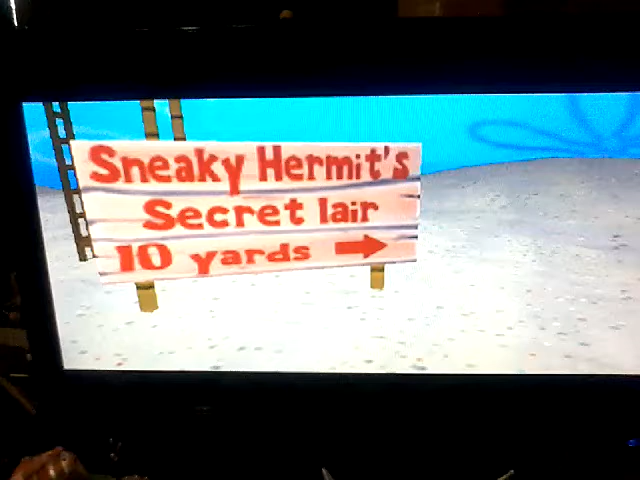 Sneaky Hermit's
Secret lair
10 yards →